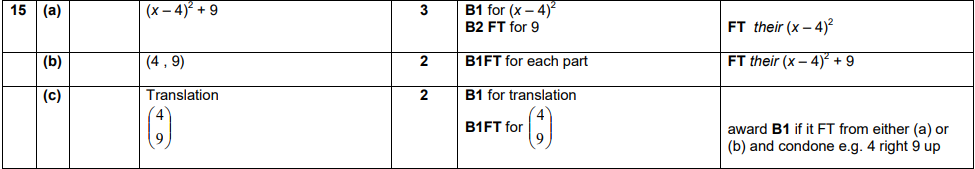 15 (a) (x – 4)² + 9 3 B1 for (x – 4)²
B2 FT for 9 FT their (x – 4)²
(b) (4 , 9) 2 B1FT for each part FT their (x – 4)² + 9
(c) Translation 2 B1 for translation
(4
9) B1FT for (4
9) award B1 if it FT from either (a) or
(b) and condone e.g. 4 right 9 up